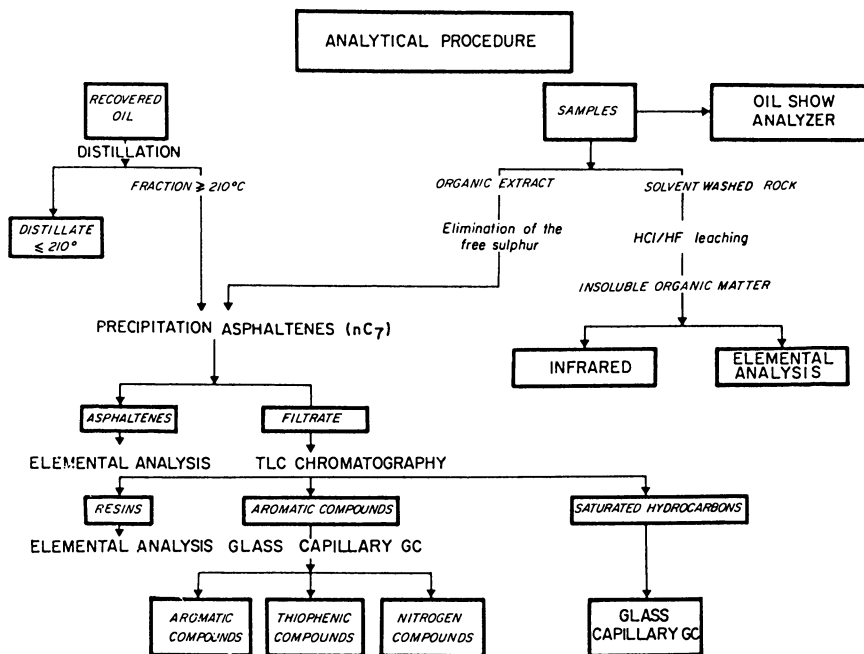 ANALYTICAL PROCEDURE
RECOVERED
OIL
SAMPLES
OIL SHOW
ANALYZER
DISTILLATION
FRACTION ⩾ 210°C
ORGANIC EXTRACT
SOLVENT WASHED ROCK
DISTILLATE
⩽ 210°
Elimination of the
free sulphur
HCl/HF leaching
INSOLUBLE ORGANIC MATTER
PRECIPITATION ASPHALTENES (nC7)
INFRARED
ELEMENTAL
ANALYSIS
ASPHALTENES
FILTRATE
ELEMENTAL ANALYSIS
TLC CHROMATOGRAPHY
RESINS
AROMATIC COMPOUNDS
SATURATED HYDROCARBONS
ELEMENTAL ANALYSIS
GLASS CAPILLARY GC
AROMATIC
COMPOUNDS
THIOPHENIC
COMPOUNDS
NITROGEN
COMPOUNDS
GLASS
CAPILLARY GC